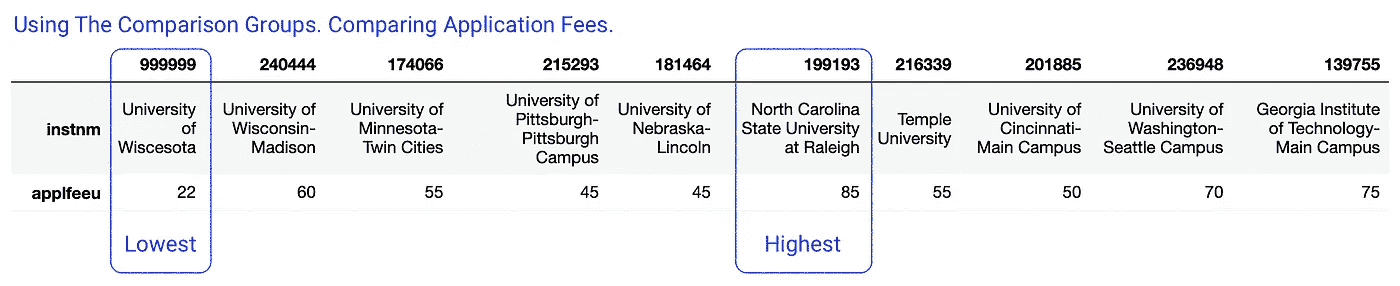 Using The Comparison Groups. Comparing Application Fees.
999999 240444 174066 215293 181464 199193 216339 201885 236948 139755
instnm
University
of
Wiscesota
University of
Wisconsin-
Madison
University of
Minnesota-
Twin Cities
University of
Pittsburgh-
Pittsburgh
Campus
University of
Nebraska-
Lincoln
North Carolina
State University
at Raleigh
Temple
University
University of
Cincinnati-
Main Campus
University of
Washington-
Seattle Campus
Georgia Institute
of Technology-
Main Campus
applfeeu 22 60 55 45 45 85 55 50 70 75
Lowest
Highest